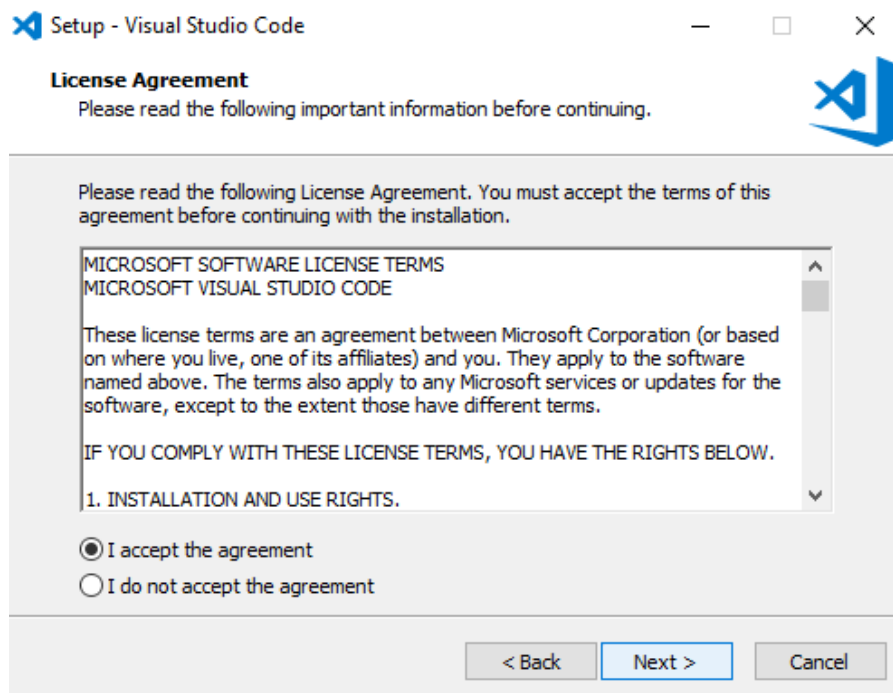 Setup - Visual Studio Code
License Agreement
Please read the following important information before continuing.
Please read the following License Agreement. You must accept the terms of this
agreement before continuing with the installation.
MICROSOFT SOFTWARE LICENSE TERMS
MICROSOFT VISUAL STUDIO CODE
These license terms are an agreement between Microsoft Corporation (or based
on where you live, one of its affiliates) and you. They apply to the software
named above. The terms also apply to any Microsoft services or updates for the
software, except to the extent those have different terms.
IF YOU COMPLY WITH THESE LICENSE TERMS, YOU HAVE THE RIGHTS BELOW.
1. INSTALLATION AND USE RIGHTS.
I accept the agreement
I do not accept the agreement
< Back Next > Cancel